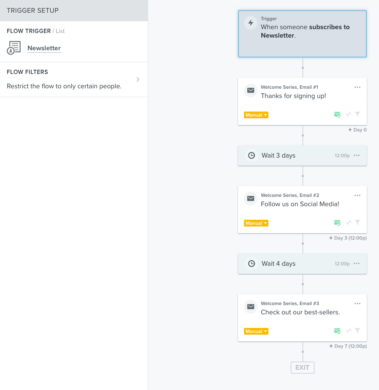 TRIGGER SETUP
FLOW TRIGGER / List
Newsletter
FLOW FILTERS
Restrict the flow to only certain people.
Trigger
When someone subscribes to
Newsletter.
Welcome Series, Email #1
Thanks for signing up!
Manual
Day 0
Wait 3 days
12:00p
Welcome Series, Email #2
Follow us on Social Media!
Manual
Day 3 (12:00p)
Wait 4 days
12:00p
Welcome Series, Email #3
Check out our best-sellers.
Manual
Day 7 (12:00p)
EXIT